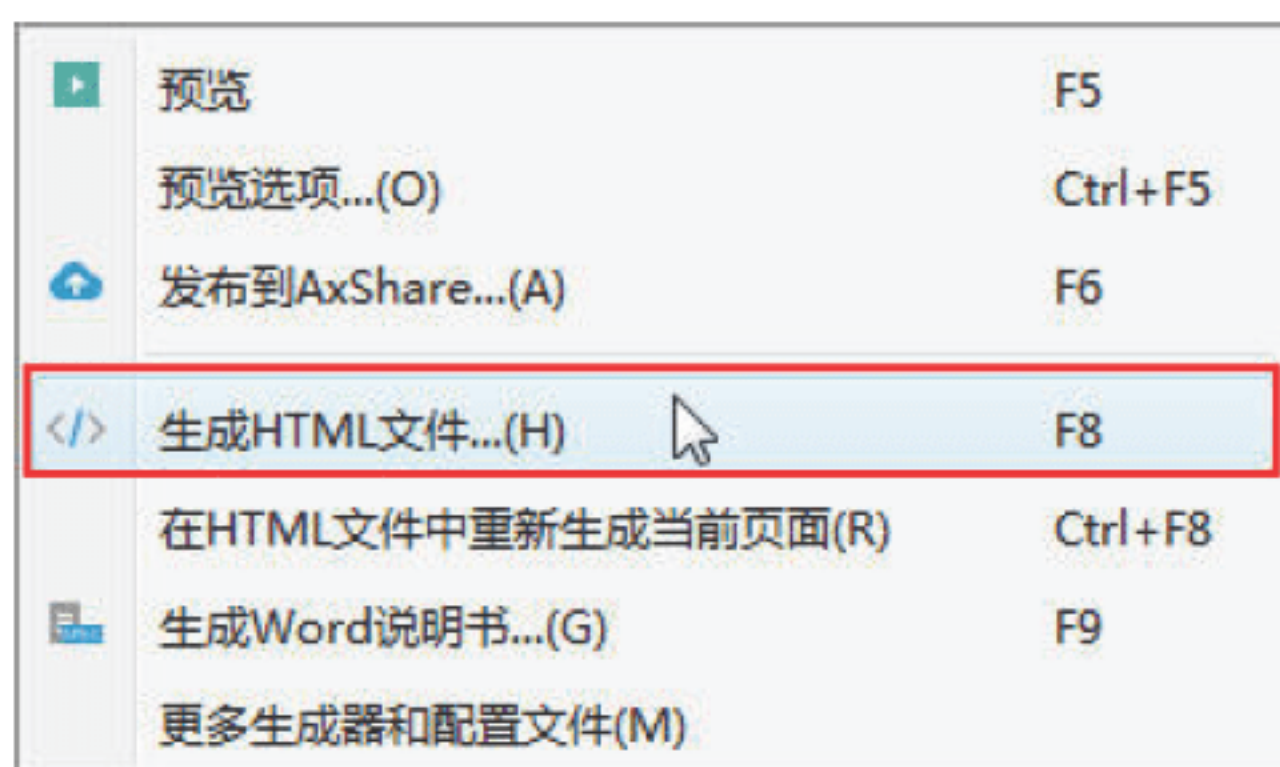 预览 F5
预览选项...(O) Ctrl+F5
发布到AxShare...(A) F6
生成HTML文件...(H) F8
在HTML文件中重新生成当前页面(R) Ctrl+F8
生成Word说明书...(G) F9
更多生成器和配置文件(M)